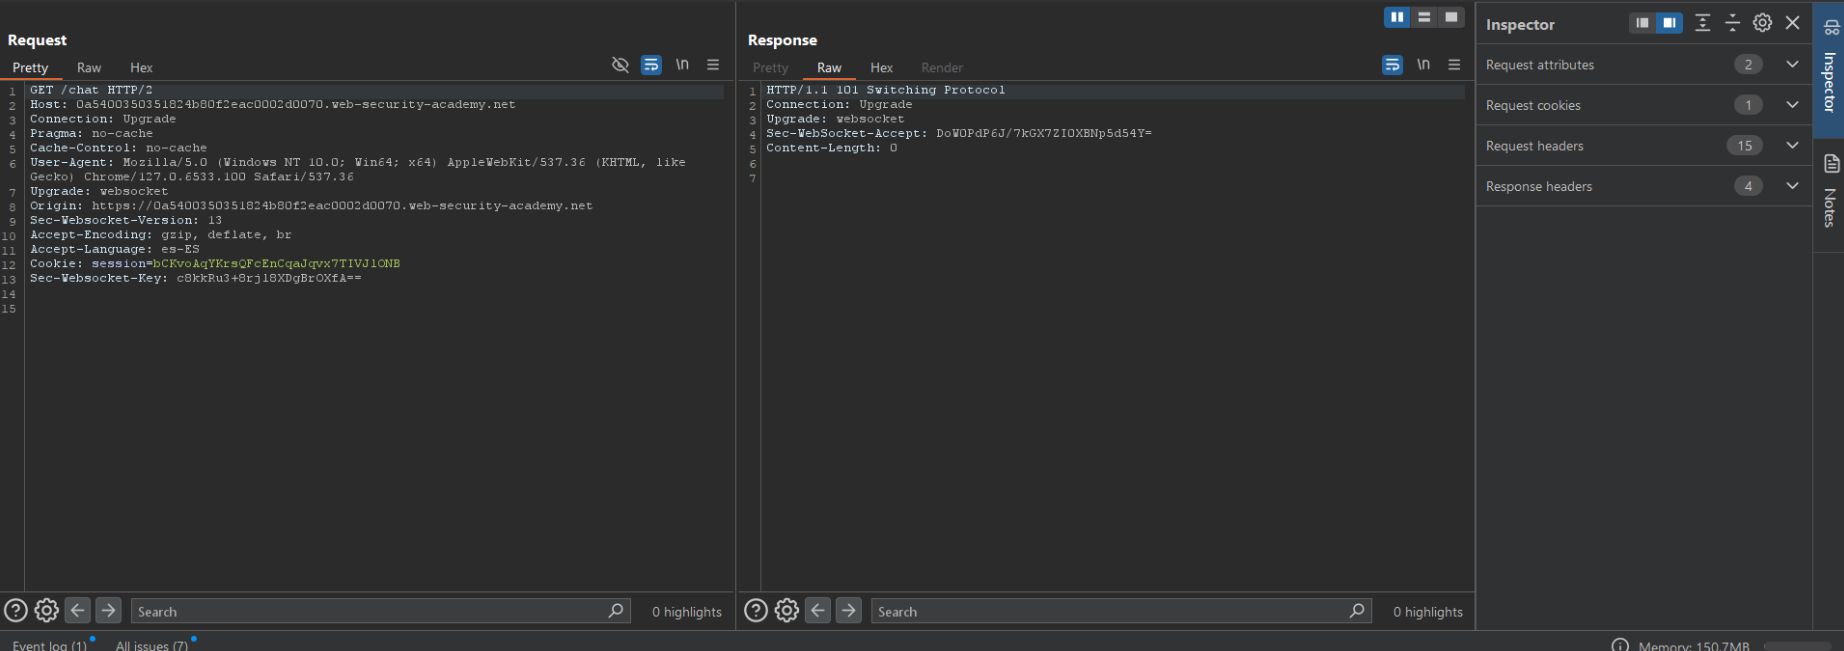 Request
Pretty Raw Hex \n
1 GET /chat HTTP/2
2 Host: 0a5400350351824b80f2eac0002d0070.web-security-academy.net
3 Connection: Upgrade
4 Pragma: no-cache
5 Cache-Control: no-cache
6 User-Agent: Mozilla/5.0 (Windows NT 10.0; Win64; x64) AppleWebKit/537.36 (KHTML, like
Gecko) Chrome/127.0.6533.100 Safari/537.36
7 Upgrade: websocket
8 Origin: https://0a5400350351824b80f2eac0002d0070.web-security-academy.net
9 Sec-Websocket-Version: 13
10 Accept-Encoding: gzip, deflate, br
11 Accept-Language: es-ES
12 Cookie: session=bCKvoAqYKrsQFcEnCqaJqvx7TIVJlONB
13 Sec-Websocket-Key: c8kkRu3+8rjl8XDgBrOXfA==
14
15
Search 0 highlights
Response
Pretty Raw Hex Render \n
1 HTTP/1.1 101 Switching Protocol
2 Connection: Upgrade
3 Upgrade: websocket
4 Sec-WebSocket-Accept: DoWOPdP6J/7kGX7ZIOXBNp5d54Y=
5 Content-Length: 0
6
7
Search 0 highlights
Inspector
Request attributes 2
Request cookies 1
Request headers 15
Response headers 4
Inspector
Notes
Event log (1) All issues (7)
Memory: 150.7MB